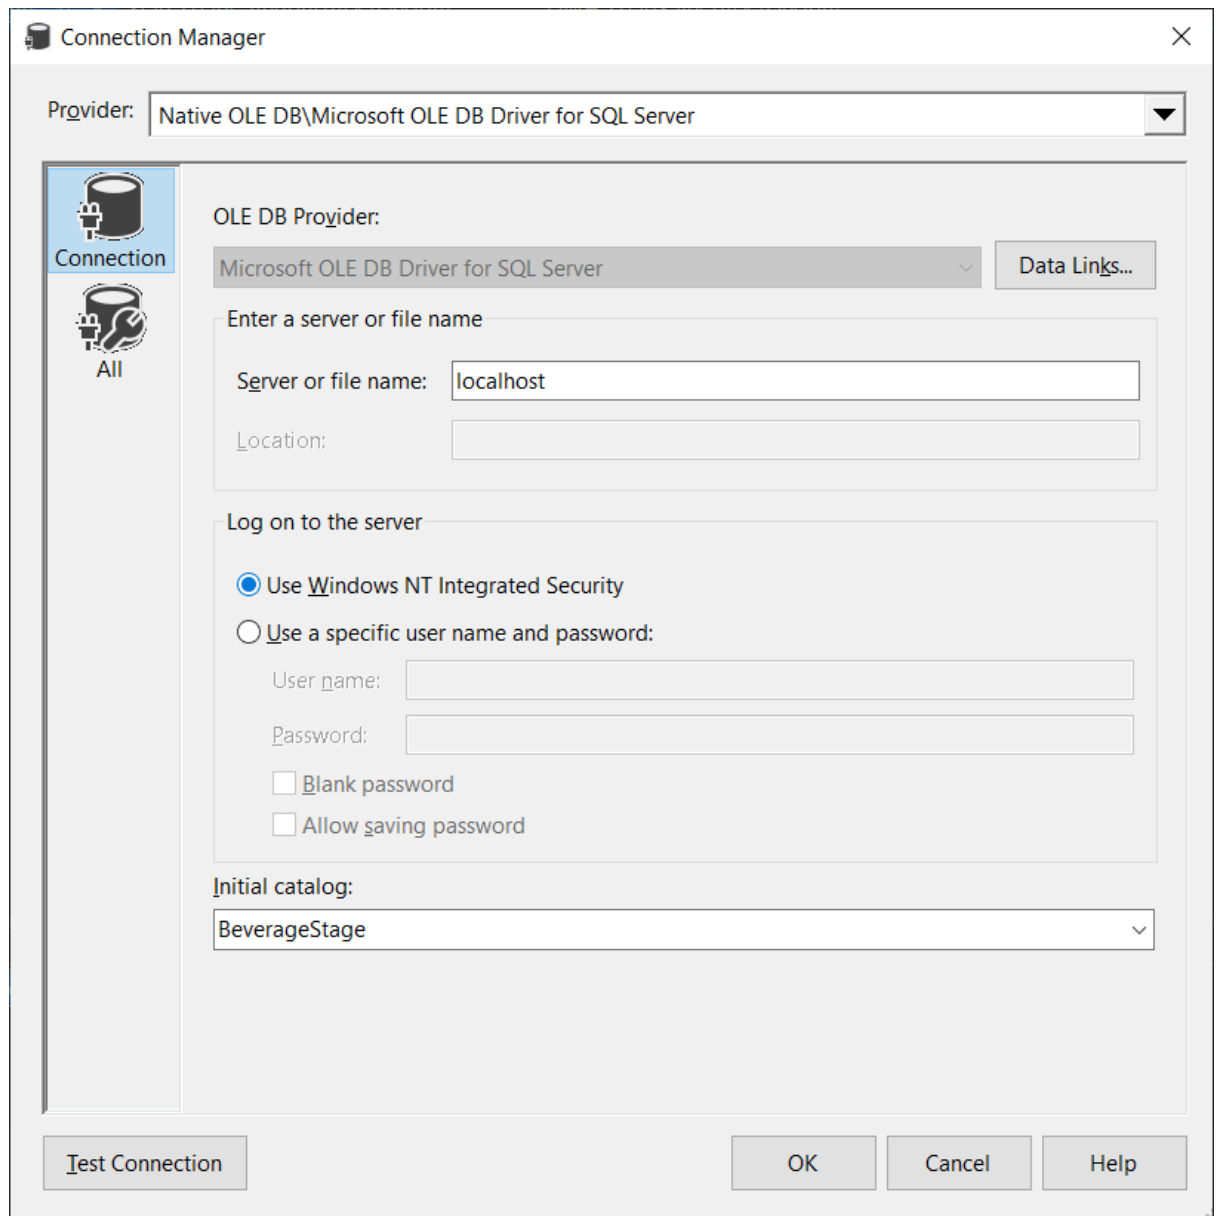 Connection Manager
Provider: Native OLE DB\Microsoft OLE DB Driver for SQL Server
Connection
All
OLE DB Provider:
Microsoft OLE DB Driver for SQL Server
Data Links...
Enter a server or file name
Server or file name: localhost
Location:
Log on to the server
Use Windows NT Integrated Security
Use a specific user name and password:
User name:
Password:
Blank password
Allow saving password
Initial catalog:
BeverageStage
Test Connection OK Cancel Help